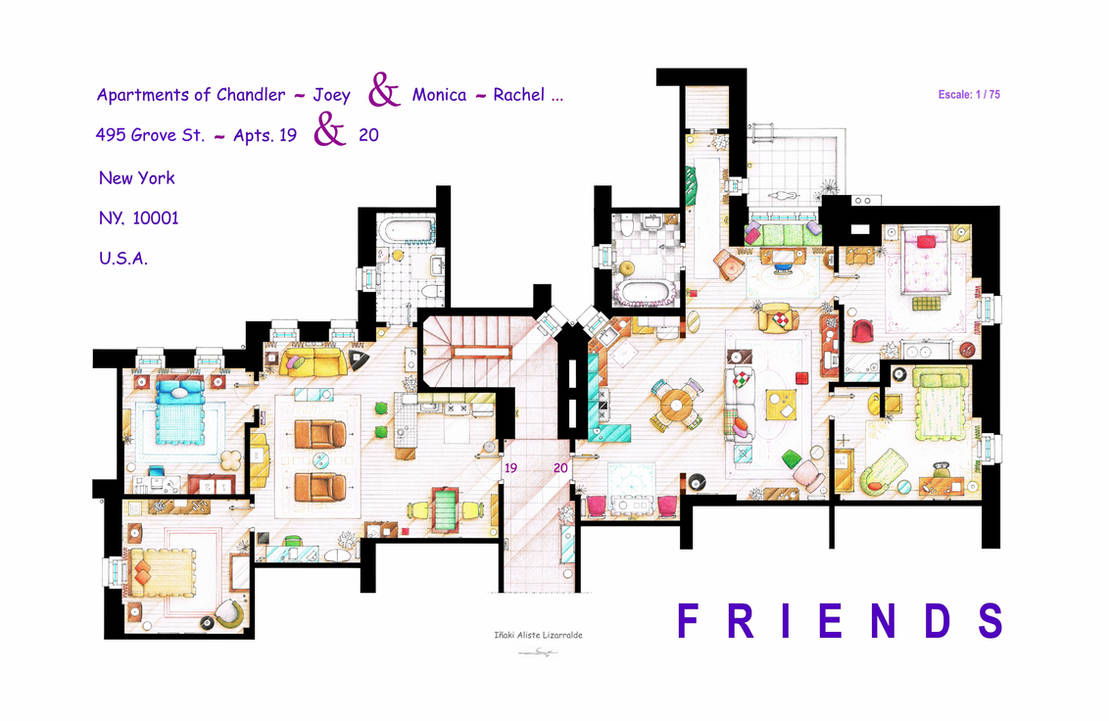 Apartments of Chandler ~ Joey & Monica ~ Rachel ...
Escale: 1 / 75
495 Grove St. ~ Apts. 19 & 20
New York
NY. 10001
U.S.A.
19 20
FRIENDS
Iñaki Aliste Lizarralde